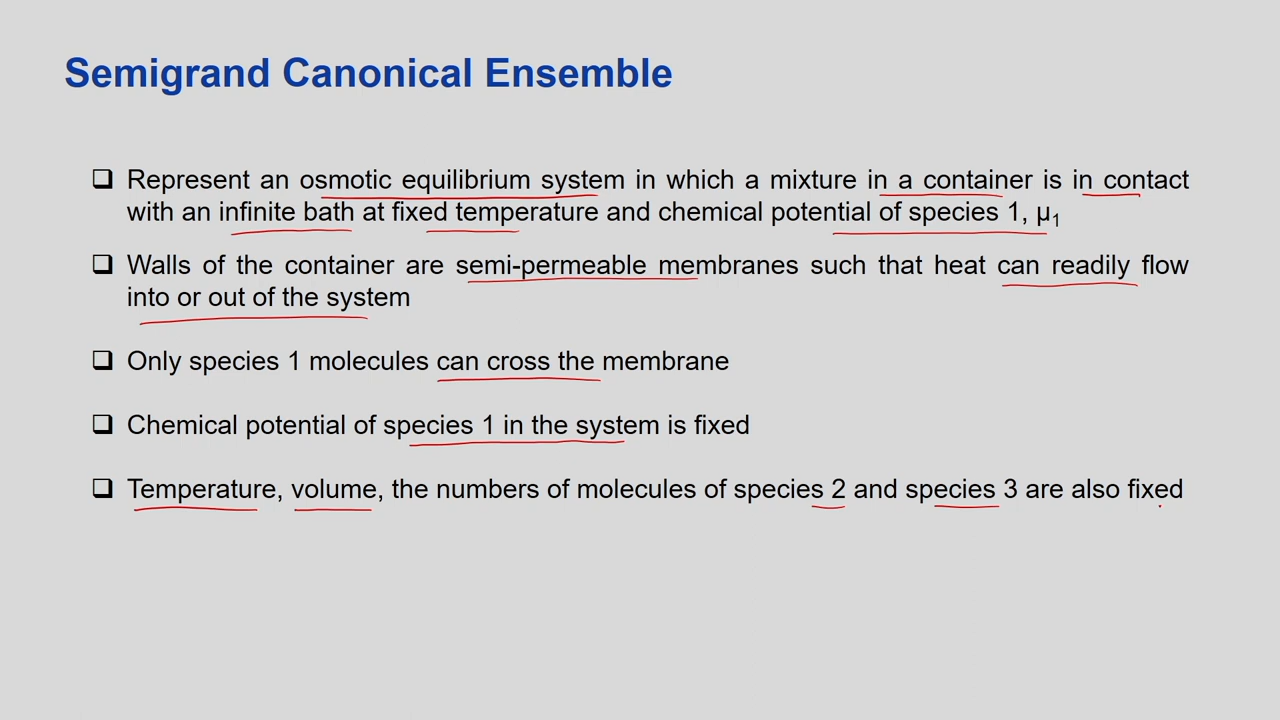 Semigrand Canonical Ensemble
❑ Represent an osmotic equilibrium system in which a mixture in a container is in contact
with an infinite bath at fixed temperature and chemical potential of species 1, μ₁
❑ Walls of the container are semi-permeable membranes such that heat can readily flow
into or out of the system
❑ Only species 1 molecules can cross the membrane
❑ Chemical potential of species 1 in the system is fixed
❑ Temperature, volume, the numbers of molecules of species 2 and species 3 are also fixed